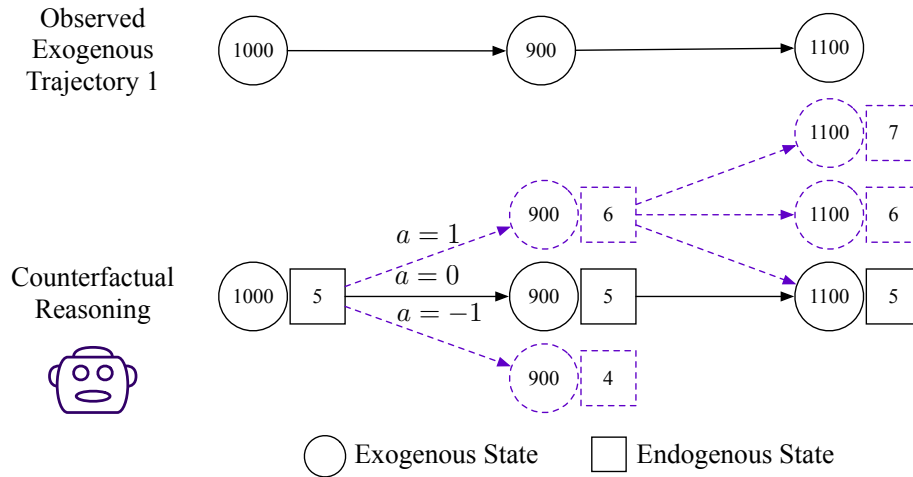 Observed
Exogenous
Trajectory 1
1000
900
1100
1100 7
900 6
1100 6
a = 1
Counterfactual
Reasoning
1000 5
a = 0
900 5
1100 5
a = −1
900 4
Exogenous State
Endogenous State